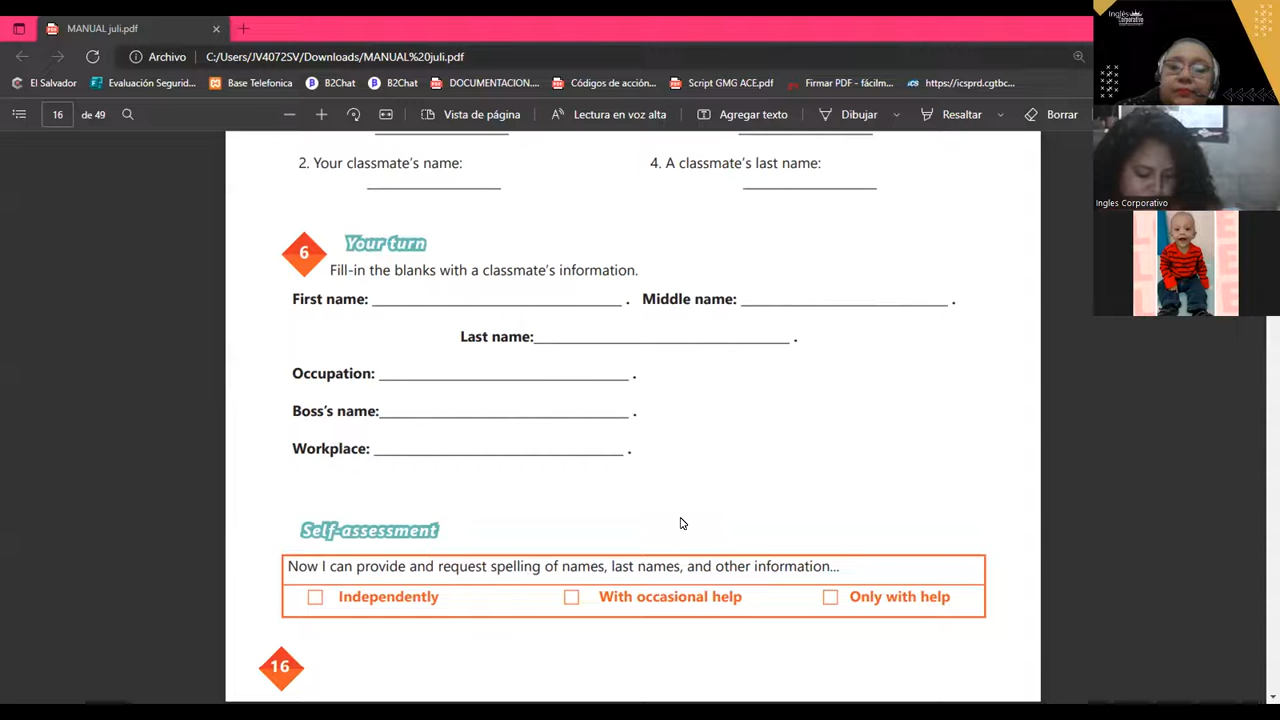 MANUAL juli.pdf
Archivo C:/Users/JV4072SV/Downloads/MANUAL%20juli.pdf
El Salvador Evaluación Segurid... Base Telefonica B2Chat B2Chat DOCUMENTACION.... Códigos de acción... Script GMG ACE.pdf Firmar PDF - fácilm... https://icsprd.cgtbc...
16 de 49 Vista de página Lectura en voz alta Agregar texto Dibujar Resaltar Borrar
2. Your classmate's name: 4. A classmate's last name:
6 Your turn
Fill-in the blanks with a classmate's information.
First name: . Middle name: .
Last name: .
Occupation: .
Boss's name: .
Workplace: .
Self-assessment
Now I can provide and request spelling of names, last names, and other information...
Independently With occasional help Only with help
16
Inglés
Corporativo
Ingles Corporativo